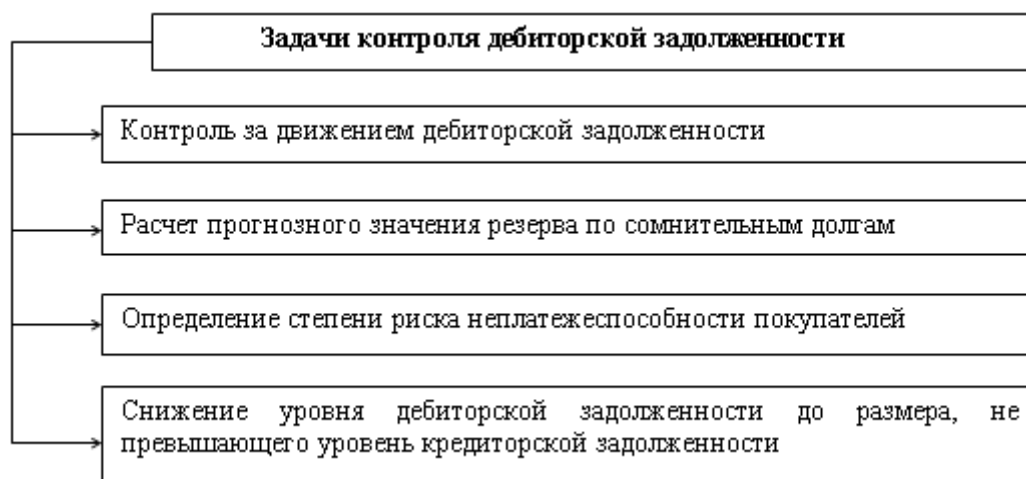 Задачи контроля дебиторской задолженности
Контроль за движением дебиторской задолженности
Расчет прогнозного значения резерва по сомнительным долгам
Определение степени риска неплатежеспособности покупателей
Снижение уровня дебиторской задолженности до размера, не
превышающего уровень кредиторской задолженности